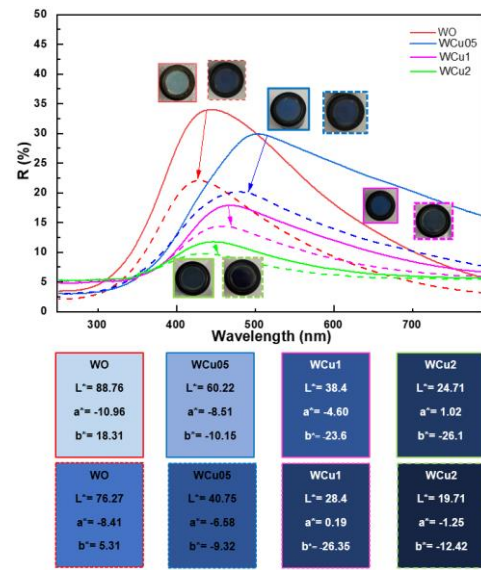 50
45
40
35
30
25
20
15
10
5
0
R (%)
WO
WCu05
WCu1
WCu2
300 400 500 600 700
Wavelength (nm)
WO WCu05 WCu1 WCu2
L*= 88.76 L*= 60.22 L*= 38.4 L*= 24.71
a*= -10.96 a*= -8.51 a*= -4.60 a*= 1.02
b*= 18.31 b*= -10.15 b*- -23.6 b*= -26.1
WO WCu05 WCu1 WCu2
L*= 76.27 L*= 40.75 L*= 28.4 L*= 19.71
a*= -8.41 a*= -6.58 a*= 0.19 a*= -1.25
b*= 5.31 b*= -9.32 b*- -26.35 b*= -12.42